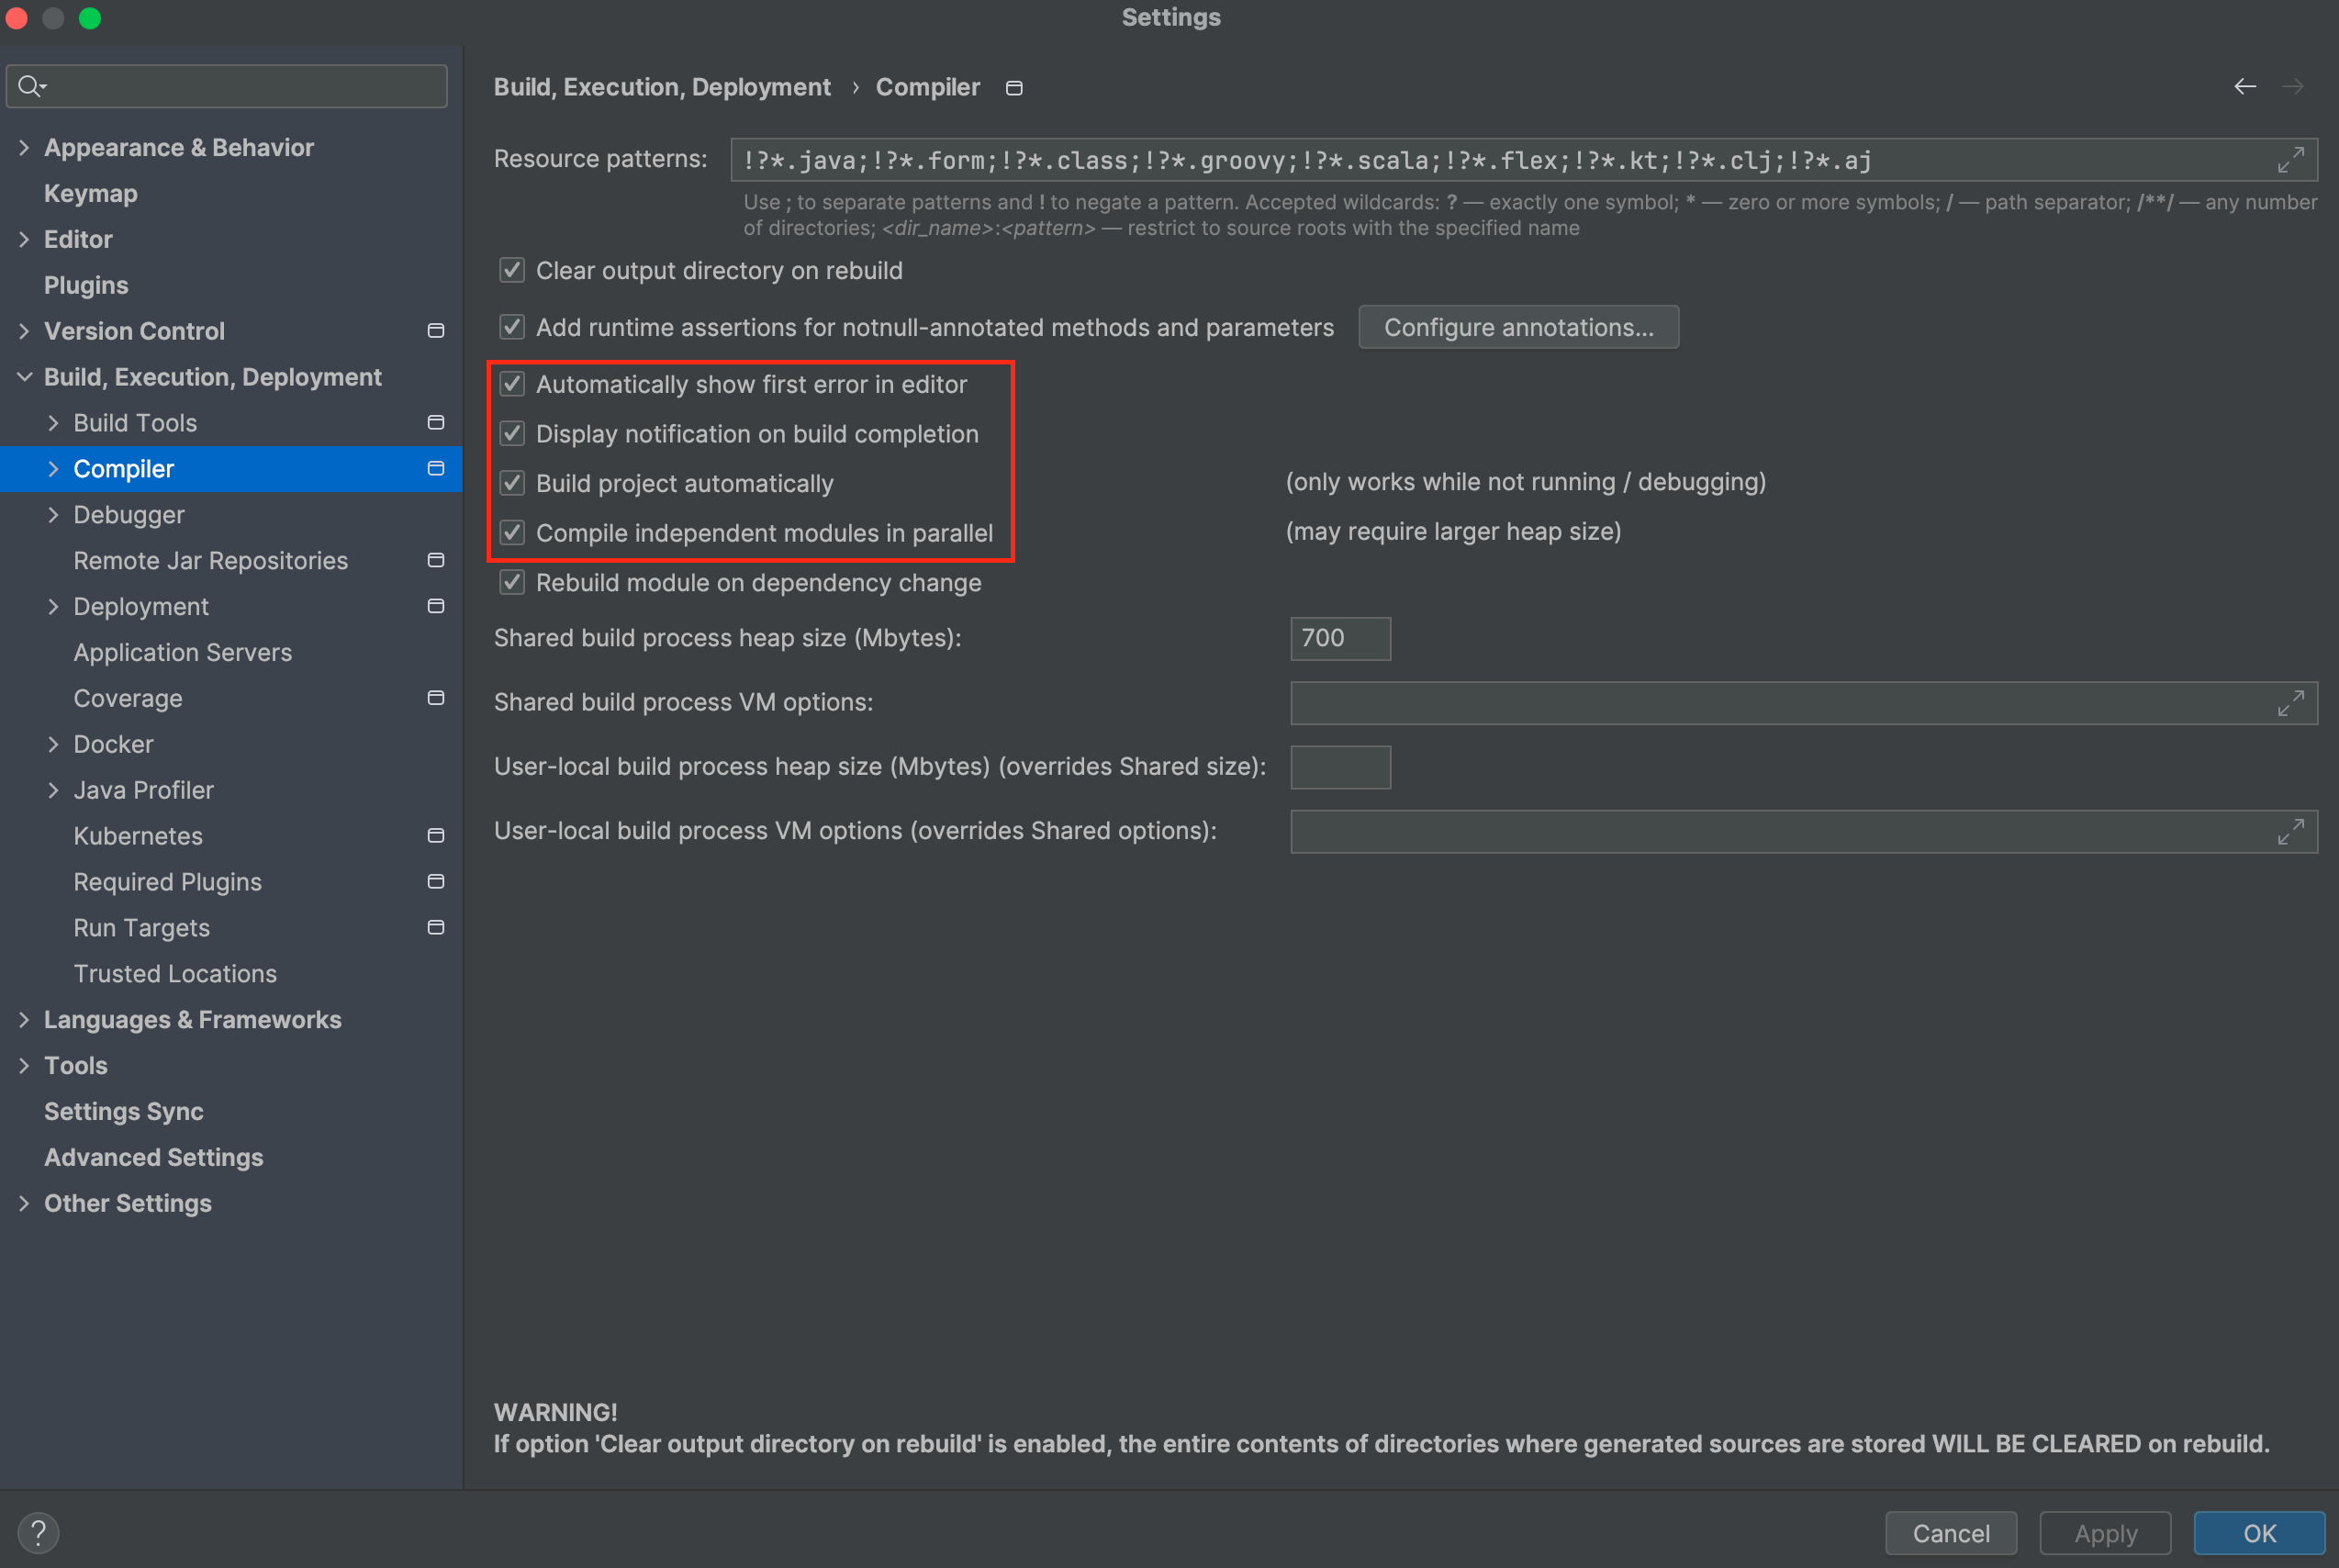 Settings
Appearance & Behavior
Keymap
Editor
Plugins
Version Control
Build, Execution, Deployment
Build Tools
Compiler
Debugger
Remote Jar Repositories
Deployment
Application Servers
Coverage
Docker
Java Profiler
Kubernetes
Required Plugins
Run Targets
Trusted Locations
Languages & Frameworks
Tools
Settings Sync
Advanced Settings
Other Settings
Build, Execution, Deployment › Compiler
Resource patterns: !?*.java;!?*.form;!?*.class;!?*.groovy;!?*.scala;!?*.flex;!?*.kt;!?*.clj;!?*.aj
Use ; to separate patterns and ! to negate a pattern. Accepted wildcards: ? — exactly one symbol; * — zero or more symbols; / — path separator; /**/ — any number
of directories; <dir_name>:<pattern> — restrict to source roots with the specified name
Clear output directory on rebuild
Add runtime assertions for notnull-annotated methods and parameters Configure annotations...
Automatically show first error in editor
Display notification on build completion
Build project automatically (only works while not running / debugging)
Compile independent modules in parallel (may require larger heap size)
Rebuild module on dependency change
Shared build process heap size (Mbytes): 700
Shared build process VM options:
User-local build process heap size (Mbytes) (overrides Shared size):
User-local build process VM options (overrides Shared options):
WARNING!
If option 'Clear output directory on rebuild' is enabled, the entire contents of directories where generated sources are stored WILL BE CLEARED on rebuild.
? Cancel Apply OK